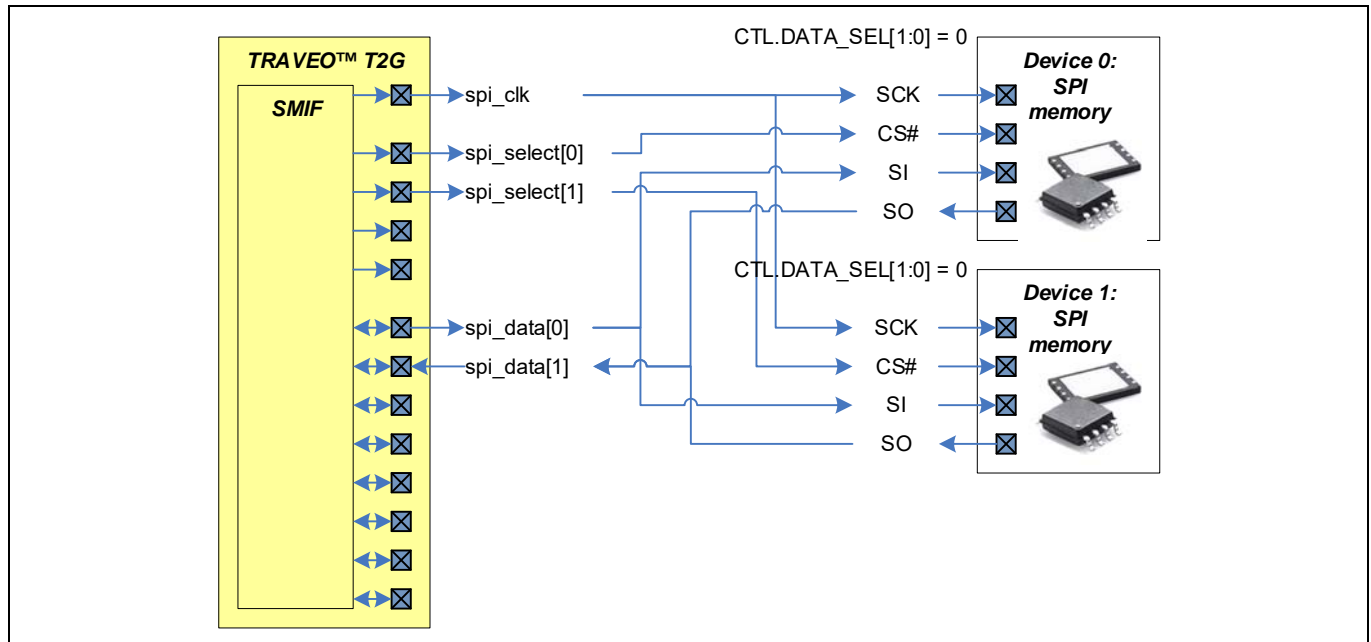 TRAVEO™ T2G
SMIF
spi_clk
spi_select[0]
spi_select[1]
spi_data[0]
spi_data[1]
CTL.DATA_SEL[1:0] = 0
SCK
CS#
SI
SO
Device 0:
SPI
memory
CTL.DATA_SEL[1:0] = 0
SCK
CS#
SI
SO
Device 1:
SPI
memory